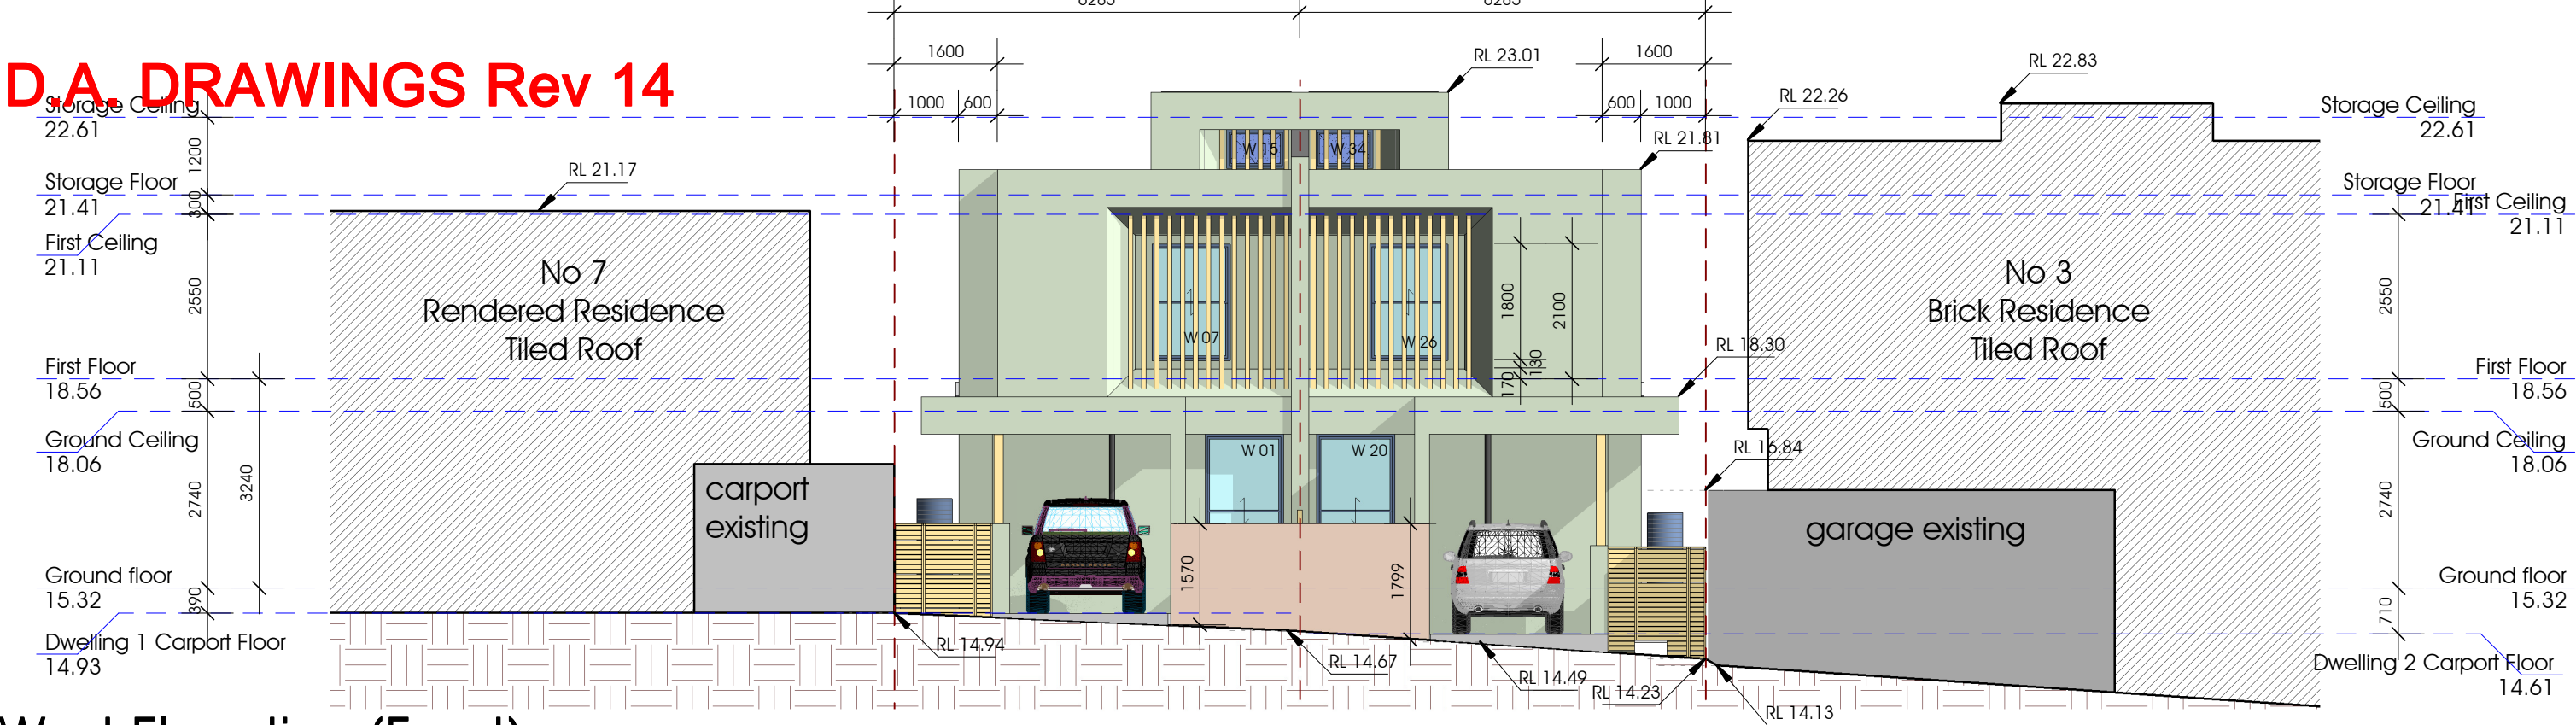 D.A. DRAWINGS Rev 14
1600
1600
1000
600
600
1000
RL 23.01
RL 22.83
RL 22.26
RL 21.81
RL 21.17
Storage Ceiling
22.61
1200
Storage Floor
21.41
300
First Ceiling
21.11
2550
First Floor
18.56
500
Ground Ceiling
18.06
3240
2740
Ground floor
15.32
390
Dwelling 1 Carport Floor
14.93
No 7
Rendered Residence
Tiled Roof
carport
existing
W 15
W 34
W 07
W 26
1800
2100
130
170
W 01
W 20
1570
1799
RL 18.30
RL 16.84
RL 14.94
RL 14.67
RL 14.49
RL 14.23
RL 14.13
No 3
Brick Residence
Tiled Roof
garage existing
Storage Ceiling
22.61
Storage Floor
21.41
First Ceiling
21.11
2550
First Floor
18.56
500
Ground Ceiling
18.06
2740
Ground floor
15.32
710
Dwelling 2 Carport Floor
14.61
West Elevation (Front)